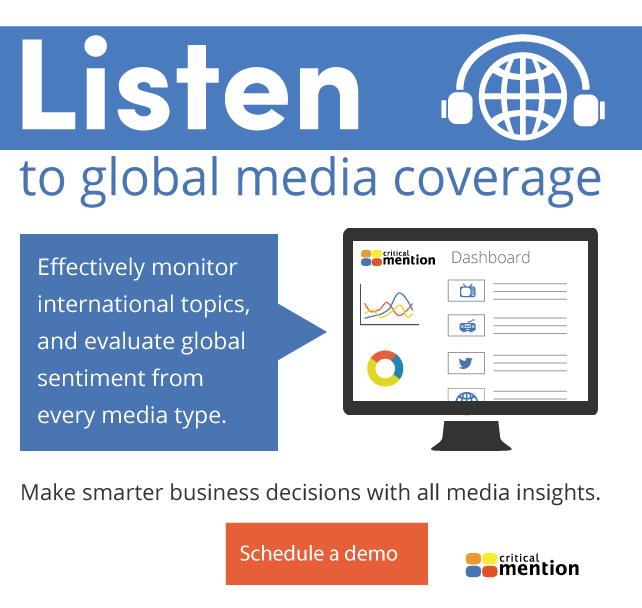 Listen
to global media coverage
Effectively monitor
international topics,
and evaluate global
sentiment from
every media type.
critical
mention
Dashboard
Make smarter business decisions with all media insights.
Schedule a demo
critical
mention